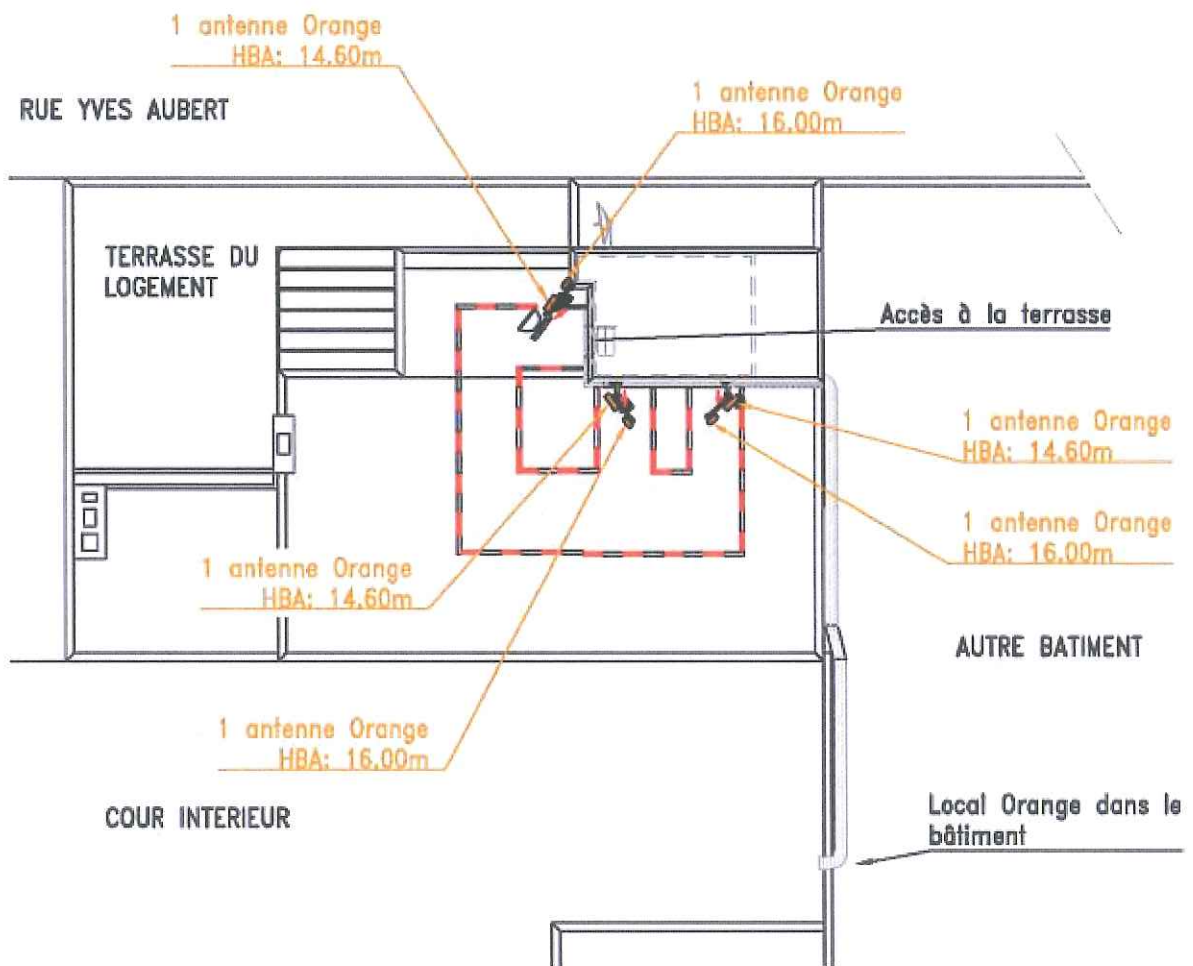 1 antenne Orange
HBA: 14.60m
RUE YVES AUBERT
1 antenne Orange
HBA: 16.00m
TERRASSE DU
LOGEMENT
Accès à la terrasse
1 antenne Orange
HBA: 14.60m
1 antenne Orange
HBA: 16.00m
1 antenne Orange
HBA: 14.60m
AUTRE BATIMENT
1 antenne Orange
HBA: 16.00m
COUR INTERIEUR
Local Orange dans le
bâtiment